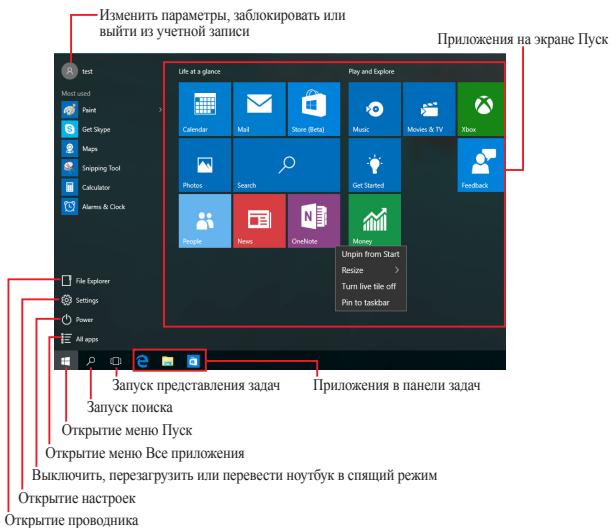 Изменить параметры, заблокировать или
выйти из учетной записи
Приложения на экране Пуск
test
Most used
Paint
Get Skype
Maps
Snipping Tool
Calculator
Alarms & Clock
File Explorer
Settings
Power
All apps
Life at a glance
Play and Explore
Calendar
Mail
Store (Beta)
Music
Movies & TV
Xbox
Photos
Search
Get Started
Feedback
People
News
OneNote
Money
Unpin from Start
Resize
Turn live tile off
Pin to taskbar
Запуск представления задач
Приложения в панели задач
Запуск поиска
Открытие меню Пуск
Открытие меню Все приложения
Выключить, перезагрузить или перевести ноутбук в спящий режим
Открытие настроек
Открытие проводника